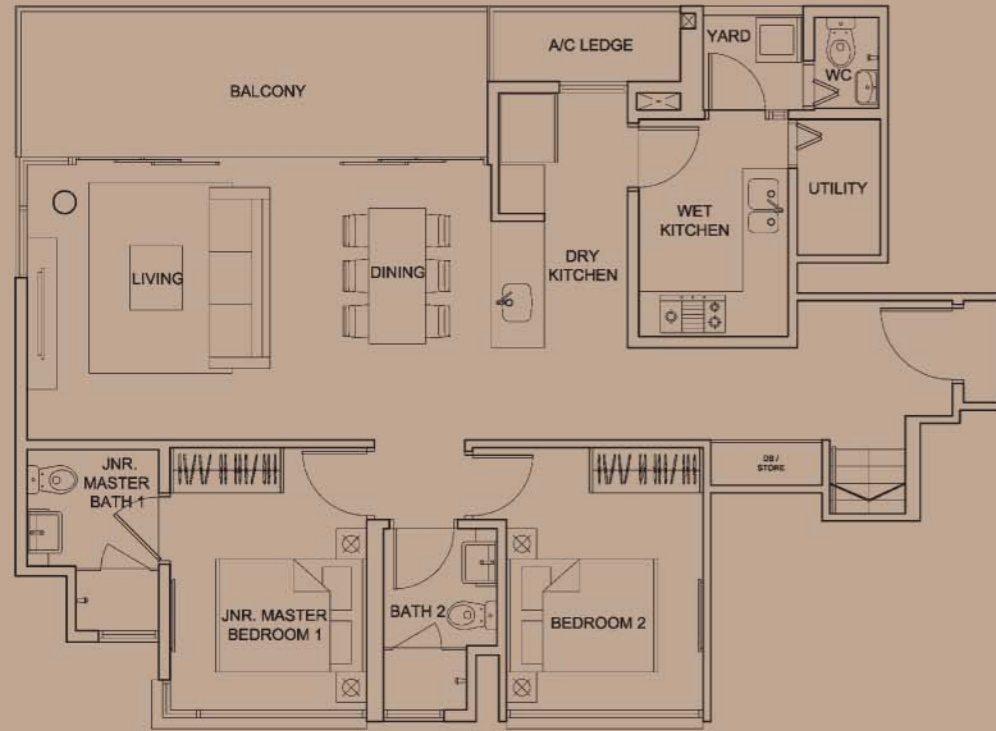 A/C LEDGE
YARD
WC
BALCONY
UTILITY
WET
KITCHEN
DRY
KITCHEN
LIVING
DINING
JNR.
MASTER
BATH 1
DB /
STORE
JNR. MASTER
BEDROOM 1
BATH 2
BEDROOM 2